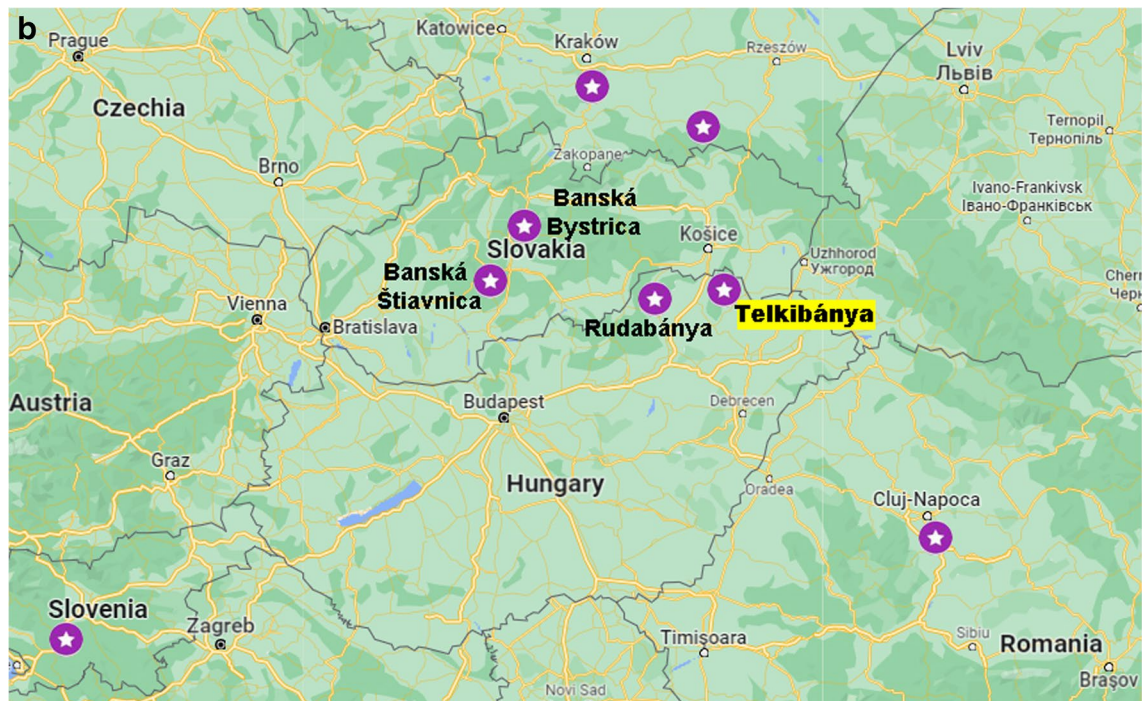 b
Katowice
Prague
Kraków
Rzeszów
Lviv
Львів
Czechia
Ternopil
Тернопіль
Brno
Zakopane
Ivano-Frankivsk
Івано-Франківськ
Banská
Bystrica
Košice
Slovakia
Uzhhorod
Ужгород
Banská
Štiavnica
Cher
Черн
Vienna
Bratislava
Rudabánya
Telkibánya
Austria
Budapest
Debrecen
Graz
Hungary
Oradea
Cluj-Napoca
Slovenia
Zagreb
Timișoara
Sibiu
Romania
Brașov
Novi Sad